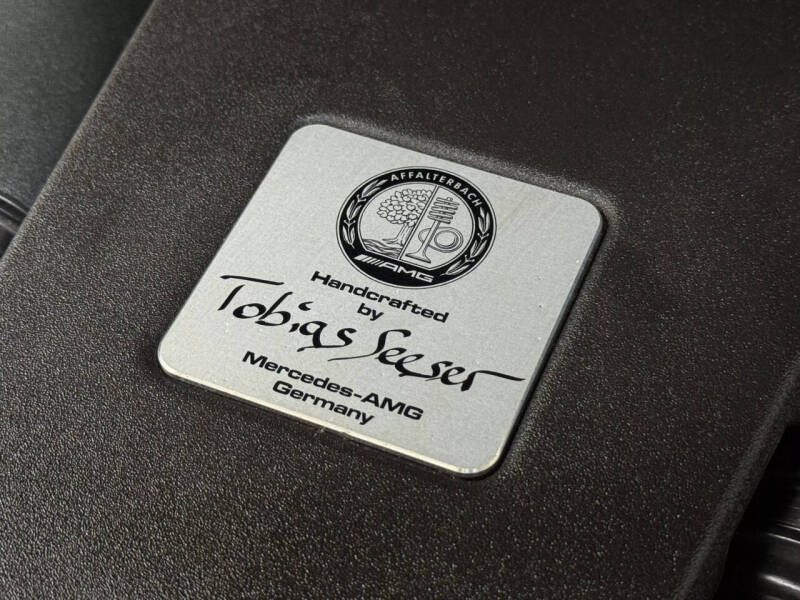 AFFALTERBACH
AMG
Handcrafted
by
Tobias Seeser
Mercedes-AMG
Germany